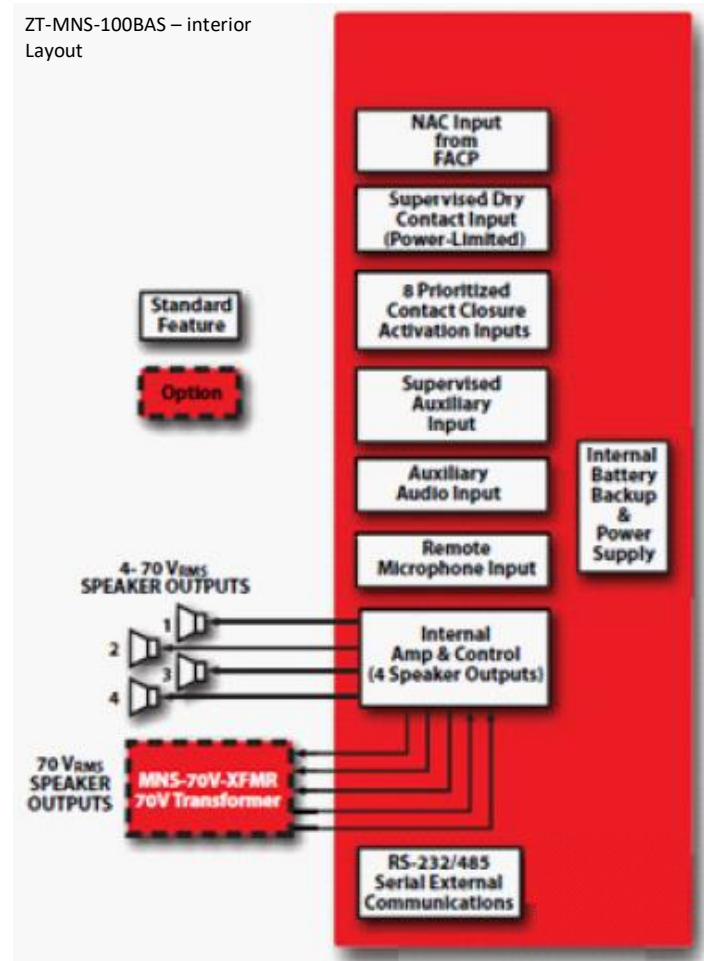 ZT-MNS-100BAS – interior
Layout
NAC Input
from
FACP
Supervised Dry
Contact Input
(Power-Limited)
8 Prioritized
Contact Closure
Activation Inputs
Standard
Feature
Option
Supervised
Auxiliary
Input
Auxiliary
Audio Input
Internal
Battery
Backup
&
Power
Supply
Remote
Microphone Input
4- 70 VRMS
SPEAKER OUTPUTS
1
2
3
4
Internal
Amp & Control
(4 Speaker Outputs)
70 VRMS
SPEAKER
OUTPUTS
MNS-70V-XFMR
70V Transformer
RS-232/485
Serial External
Communications